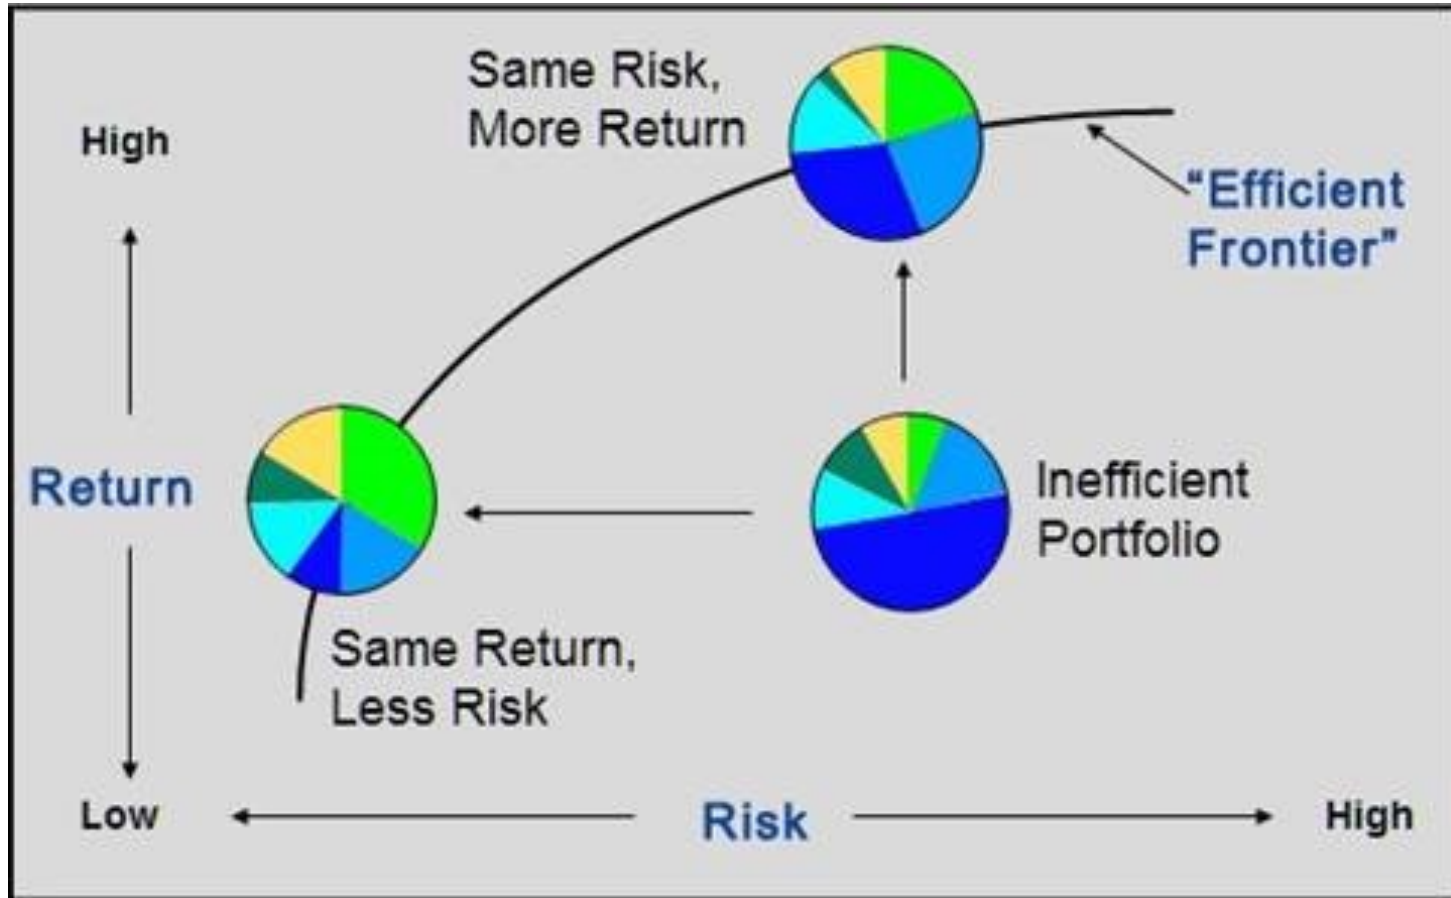 Same Risk,
More Return
High
“Efficient
Frontier”
Return
Inefficient
Portfolio
Same Return,
Less Risk
Low
Risk
High